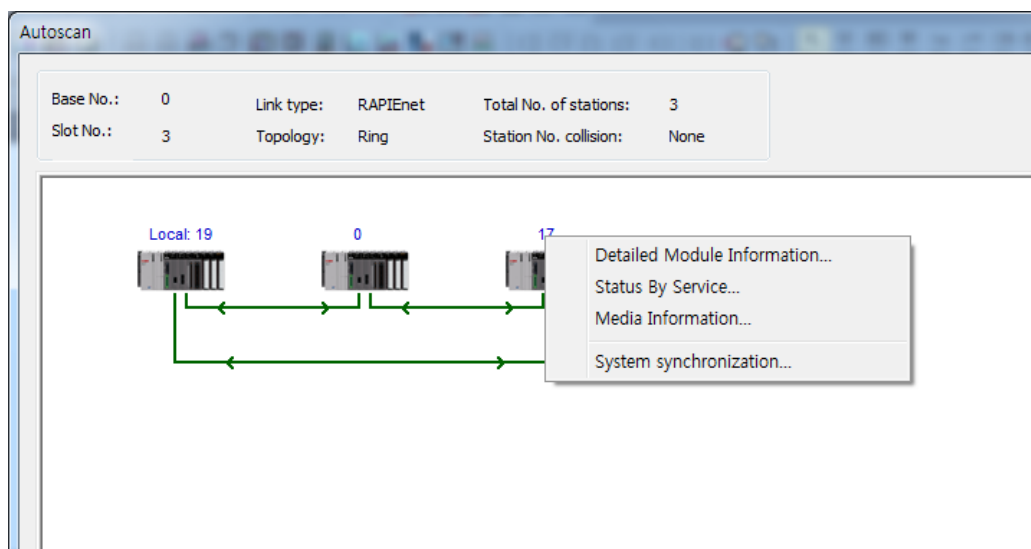 Autoscan
Base No.: 0 Link type: RAPIEnet Total No. of stations: 3
Slot No.: 3 Topology: Ring Station No. collision: None
Local: 19 0 17
Detailed Module Information...
Status By Service...
Media Information...
System synchronization...